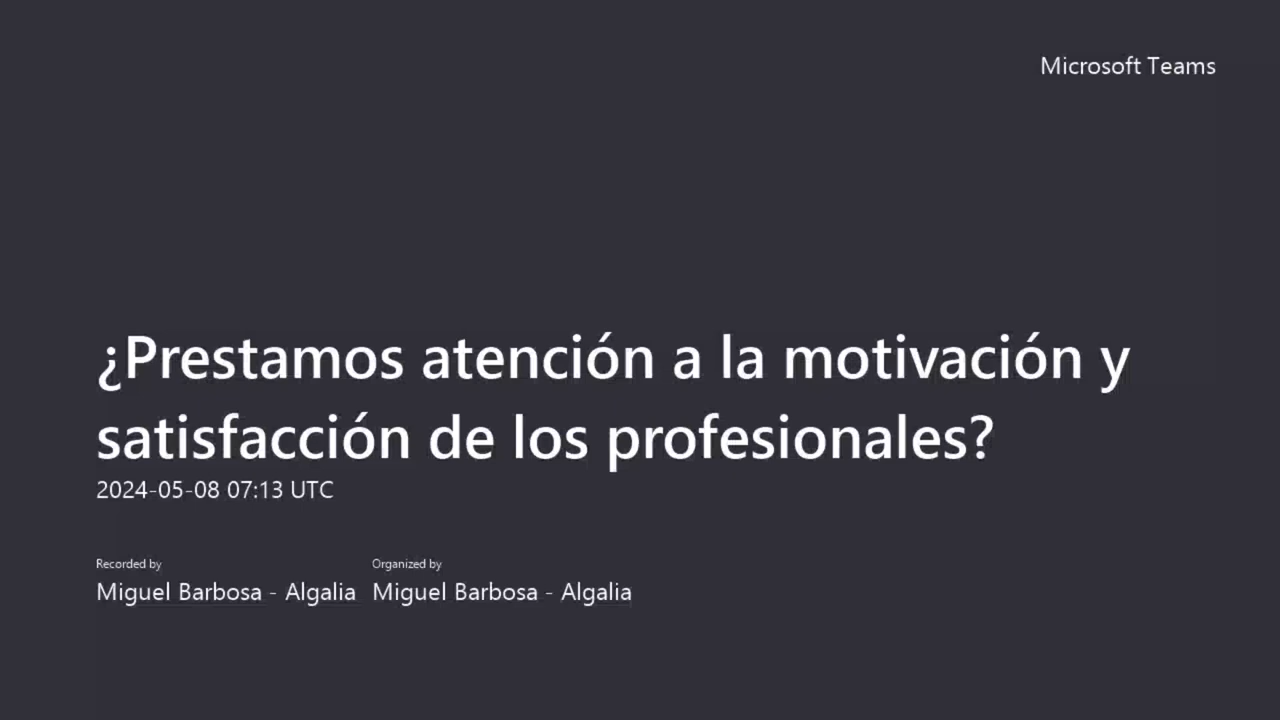 Microsoft Teams
¿Prestamos atención a la motivación y
satisfacción de los profesionales?
2024-05-08 07:13 UTC
Recorded by Organized by
Miguel Barbosa - Algalia Miguel Barbosa - Algalia